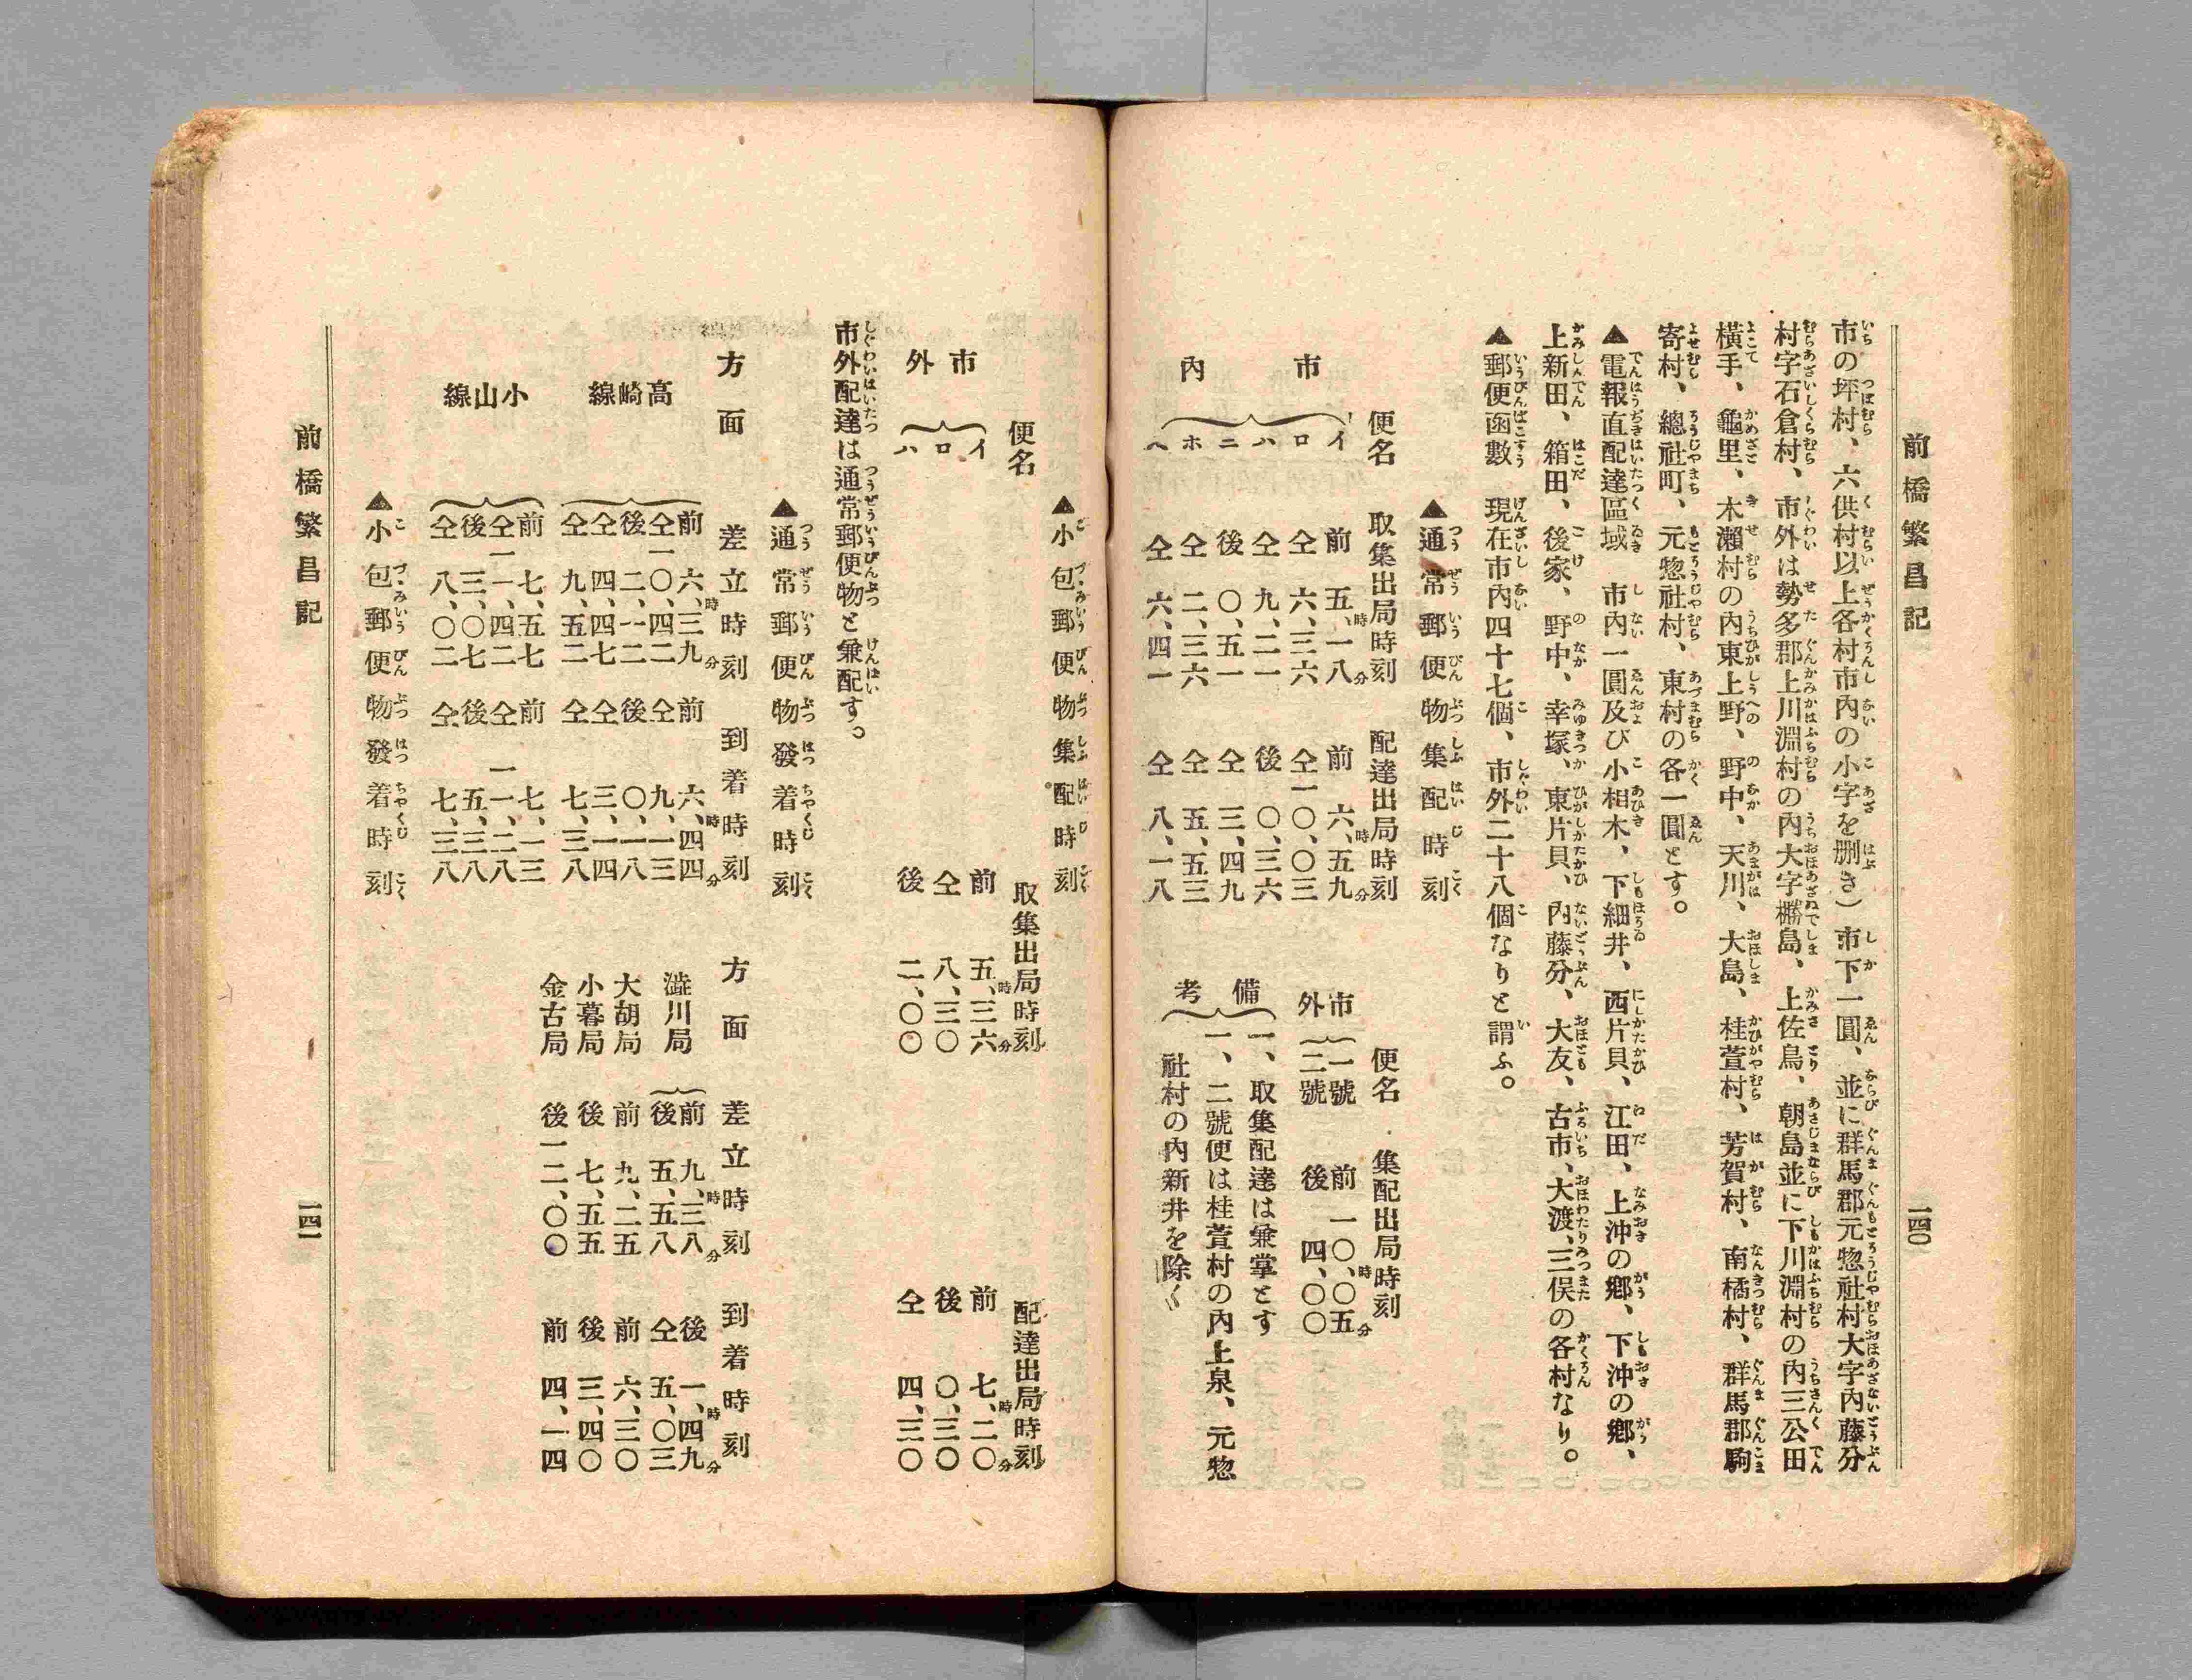 前橋繁昌記
一四〇
市の坪村、六供村以上各村市内の小字を刪き）市下一圓、並に群馬郡元惣社村大字內藤分
村字石倉村、市外は勢多郡上川淵村の內大字橳島、上佐鳥、朝島並に下川淵村の內三公田
橫手、龜里、木瀨村の內東上野、野中、天川、大島、桂萱村、芳賀村、南橘村、群馬郡駒
寄村、總社町、元惣社村、東村の各一圓とす。
▲電報直配達區域　市內一圓及び小相木、下細井、西片貝、江田、上沖の鄕、下沖の鄕、
上新田、箱田、後家、野中、幸塚、東片貝、內藤分、大友、古市、大渡、三俣の各村なり。
▲郵便函數　現在市內四十七個、市外二十八個なりと謂ふ。
▲通常郵便物集配時刻
便名　取集出局時刻　配達出局時刻
市內
イ　前　五、一八　前　六、五九
ロ　仝　六、三六　仝一〇、〇三
ハ　仝　九、二一　後　〇、三六
ニ　後　〇、五一　仝　三、四九
ホ　仝　二、三六　仝　五、五三
ヘ　仝　六、四一　仝　八、一八
便名　集配出局時刻
市外
一號　前　一〇、〇五
二號　後　四、〇〇
備考
一、取集配達は兼掌とす
一、二號便は桂萱村の內上泉、元惣
社村の內新井を除く
▲小包郵便物集配時刻
便名　取集出局時刻　配達出局時刻
市外
イ　前　五、三六　前　七、二〇
ロ　仝　八、三〇　後　〇、三〇
ハ　後　二、〇〇　仝　四、三〇
市外配達は通常郵便物と兼配す。
▲通常郵便物發着時刻
方面　差立時刻　到着時刻
高崎線
前　六、三九　前　六、四四
仝一〇、四二　仝　九、一三
後　二、一二　後　〇、一八
仝　四、四七　仝　三、一四
仝　九、五二　仝　七、三八
小山線
前　七、五七　前　七、一三
仝一一、四二　仝一一、二八
後　三、〇七　後　五、三八
仝　八、〇二　仝　七、三八
方面　差立時刻　到着時刻
澁川局
前　九、三八　後　一、四九
後　五、五八　仝　五、〇三
大胡局　前　九、二五　前　六、三〇
小暮局　後　七、五五　後　三、四〇
金古局　後一二、〇〇　前　四、一四
▲小包郵便物發着時刻
前橋繁昌記
一四一